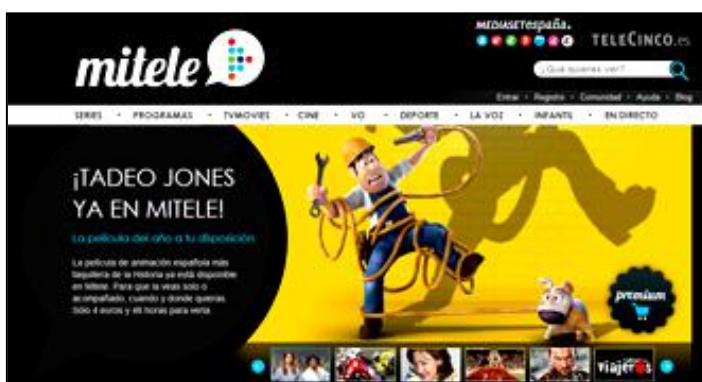 mitele
MEDIASETespaña.
TELECINCO.es
¿Qué quieres ver?
Entrar · Registro · Comunidad · Ayuda · Blog
SERIES · PROGRAMAS · TVMOVIES · CINE · VO · DEPORTE · LA VOZ · INFANTIL · EN DIRECTO
¡TADEO JONES
YA EN MITELE!
La película del año a tu disposición
La película de animación española más
taquillera de la Historia ya está disponible
en Mitele. Para que la veas solo o
acompañado, cuando y donde quieras.
Sólo 4 euros y 48 horas para verla
premium
viajeros